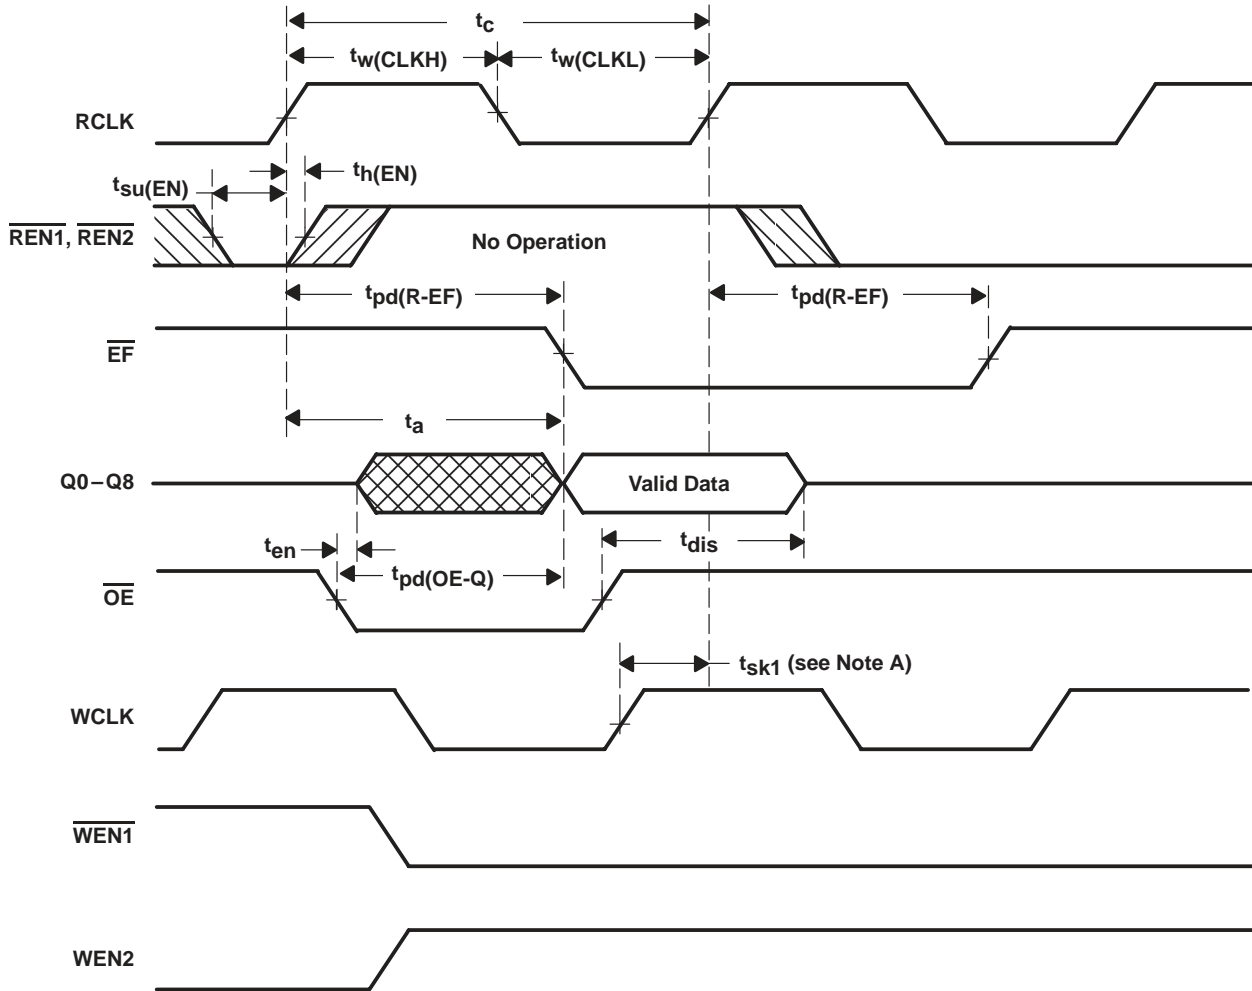 tc
tw(CLKH)
tw(CLKL)
RCLK
tsu(EN)
th(EN)
REN1, REN2
No Operation
tpd(R-EF)
tpd(R-EF)
EF
ta
Q0–Q8
Valid Data
ten
tdis
tpd(OE-Q)
OE
tsk1 (see Note A)
WCLK
WEN1
WEN2